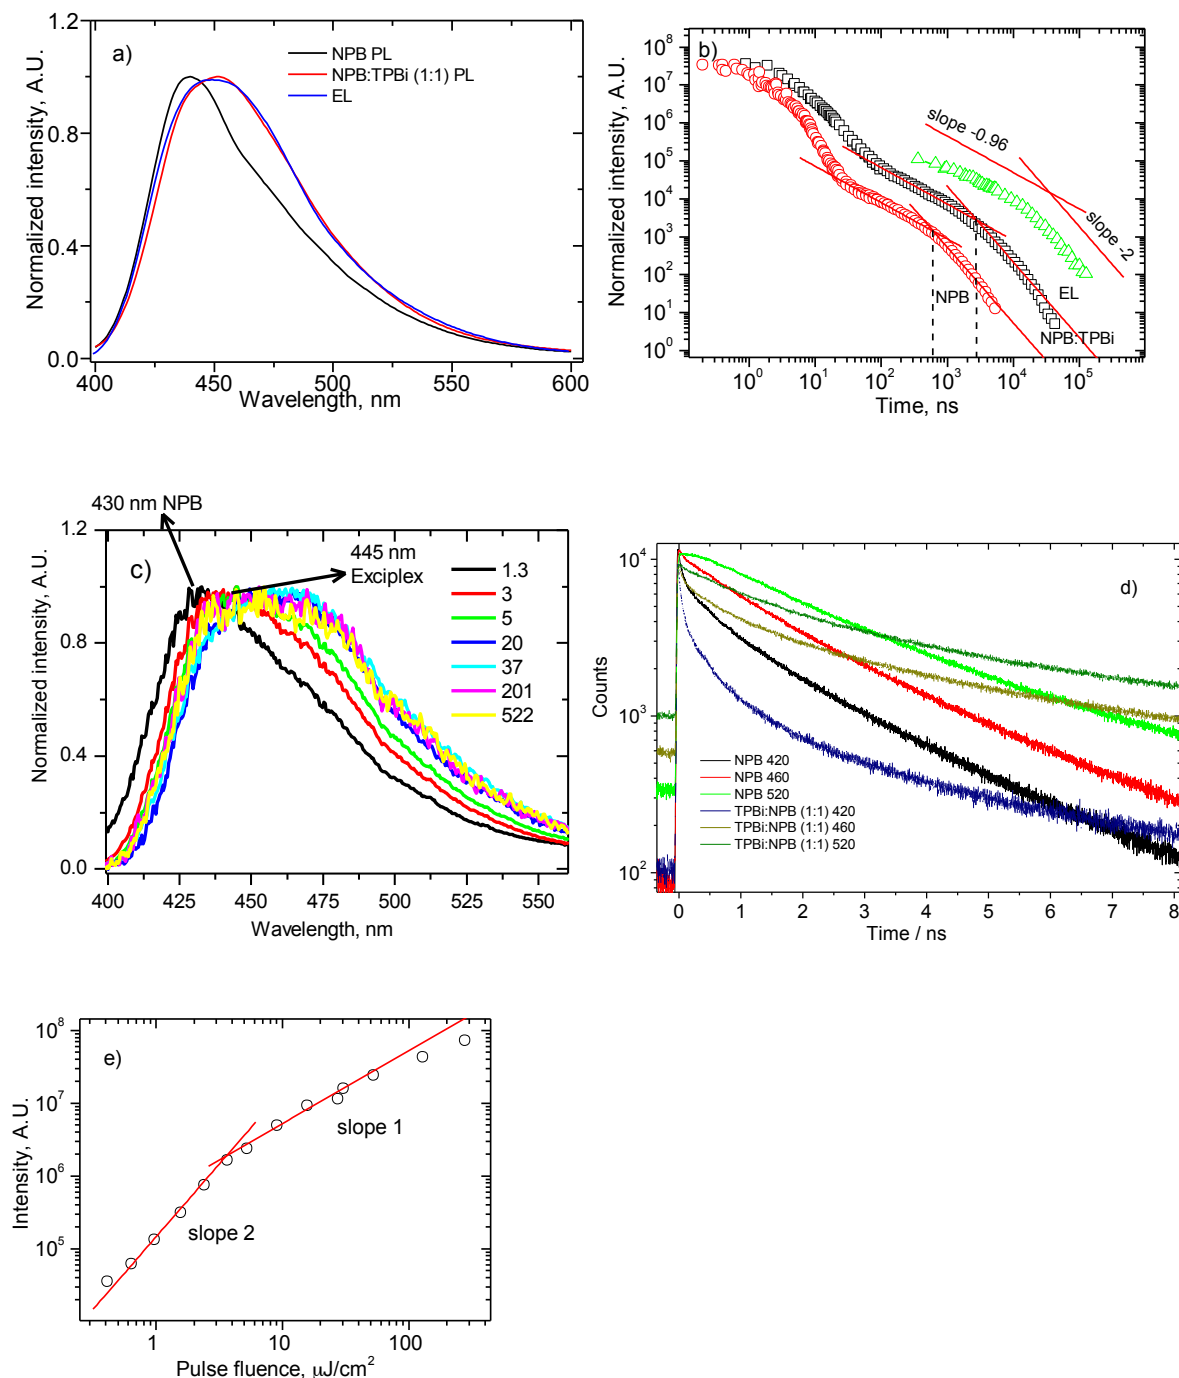 a)
NPB PL
NPB:TPBi (1:1) PL
EL
1.2
0.8
0.4
0.0
Normalized intensity, A.U.
400 450 500 550 600
Wavelength, nm
b)
10^8
10^7
10^6
10^5
10^4
10^3
10^2
10^1
10^0
Normalized intensity, A.U.
slope -0.96
slope -2
NPB
EL
NPB:TPBi
10^0 10^1 10^2 10^3 10^4 10^5
Time, ns
430 nm NPB
445 nm
Exciplex
c)
1.3
3
5
20
37
201
522
1.2
0.8
0.4
0.0
Normalized intensity, A.U.
400 425 450 475 500 525 550
Wavelength, nm
d)
10^4
10^3
10^2
Counts
NPB 420
NPB 460
NPB 520
TPBi:NPB (1:1) 420
TPBi:NPB (1:1) 460
TPBi:NPB (1:1) 520
0 1 2 3 4 5 6 7 8
Time / ns
e)
10^8
10^7
10^6
10^5
Intensity, A.U.
slope 1
slope 2
1 10 100
Pulse fluence, μJ/cm²